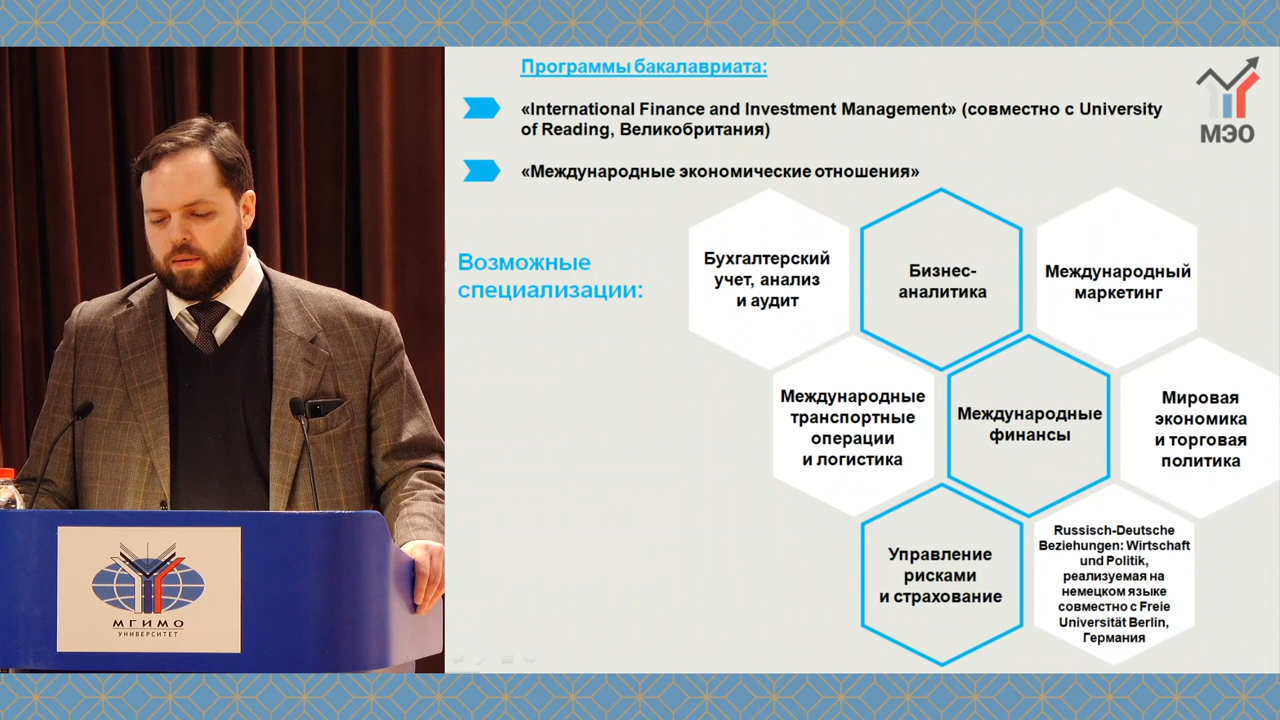 Программы бакалавриата:
«International Finance and Investment Management» (совместно с University
of Reading, Великобритания)
«Международные экономические отношения»
МЭО
Возможные
специализации:
Бухгалтерский
учет, анализ
и аудит
Бизнес-
аналитика
Международный
маркетинг
Международные
транспортные
операции
и логистика
Международные
финансы
Мировая
экономика
и торговая
политика
Управление
рисками
и страхование
Russisch-Deutsche
Beziehungen: Wirtschaft
und Politik,
реализуемая на
немецком языке
совместно с Freie
Universität Berlin,
Германия
МГИМО
УНИВЕРСИТЕТ